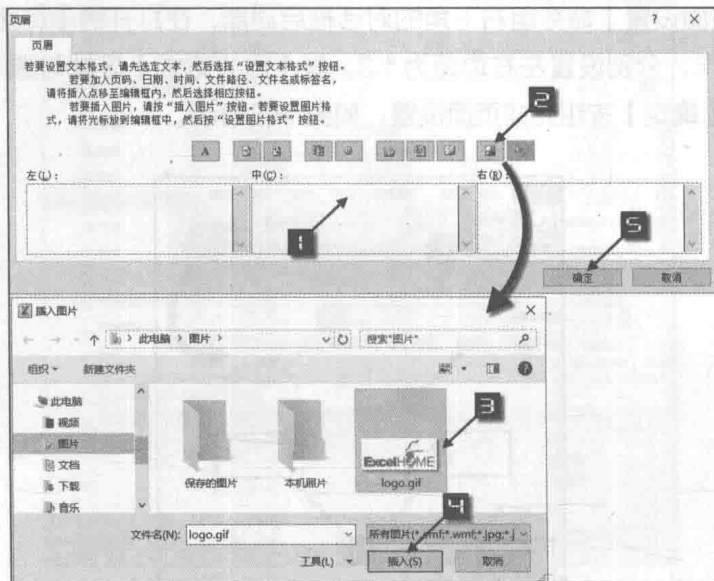 页眉
? ×
页眉
若要设置文本格式，请先选定文本，然后选择“设置文本格式”按钮。
若要加入页码、日期、时间、文件路径、文件名或标签名，
请将插入点移至编辑框内，然后选择相应按钮。
若要插入图片，请按“插入图片”按钮。若要设置图片格
式，请将光标放到编辑框中，然后按“设置图片格式”按钮。
2
A
左(L)：
中(C)：
右(R)：
1
5
确定
取消
插入图片
×
此电脑 > 图片 >
搜索"图片"
组织
新建文件夹
此电脑
视频
图片
文档
下载
音乐
保存的图片
本机照片
ExcelHOME
logo.gif
3
4
文件名(N):
logo.gif
所有图片(*.emf;*.wmf;*.jpg;*.j
工具(L)
插入(S)
取消